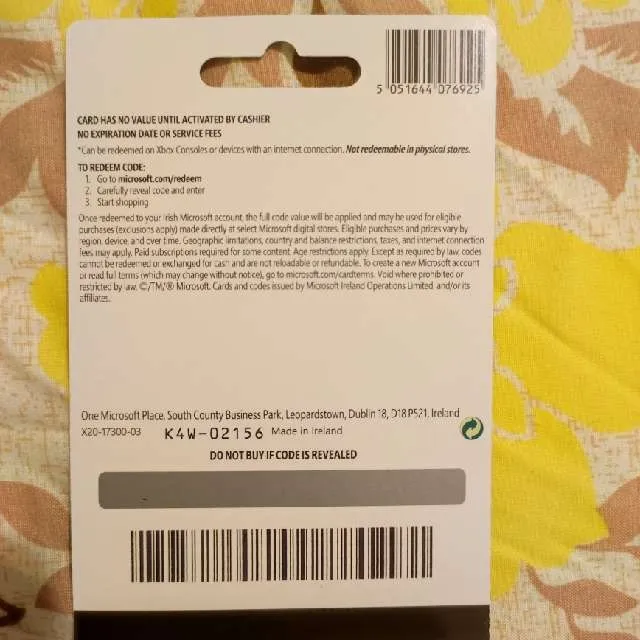 5 051644 076925
CARD HAS NO VALUE UNTIL ACTIVATED BY CASHIER
NO EXPIRATION DATE OR SERVICE FEES
*Can be redeemed on Xbox Consoles or devices with an internet connection. Not redeemable in physical stores.
TO REDEEM CODE:
1. Go to microsoft.com/redeem
2. Carefully reveal code and enter
3. Start shopping
Once redeemed to your Irish Microsoft account, the full code value will be applied and may be used for eligible
purchases (exclusions apply) made directly at select Microsoft digital stores. Eligible purchases and prices vary by
region, device, and over time. Geographic limitations, country and balance restrictions, taxes, and internet connection
fees may apply. Paid subscriptions required for some content. Age restrictions apply. Except as required by law, codes
cannot be redeemed or exchanged for cash and are not reloadable or refundable. To create a new Microsoft account
or read full terms (which may change without notice), go to microsoft.com/cardterms. Void where prohibited or
restricted by law. ©/TM/® Microsoft. Cards and codes issued by Microsoft Ireland Operations Limited and/or its
affiliates.
One Microsoft Place, South County Business Park, Leopardstown, Dublin 18, D18 P521, Ireland
X20-17300-03 K4W-02156 Made in Ireland
DO NOT BUY IF CODE IS REVEALED